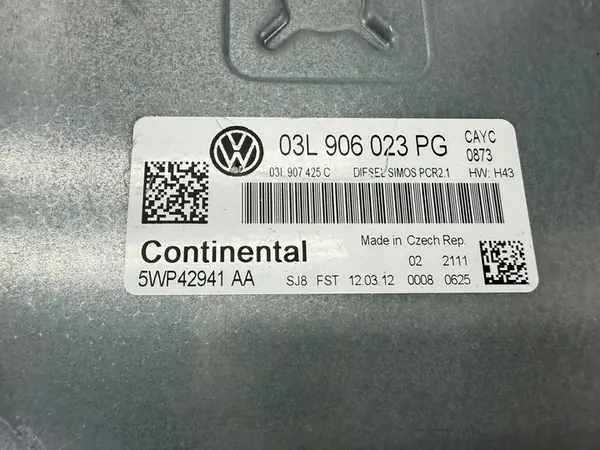 03L 906 023 PG CAYC 0873
03L 907 425 C DIESEL SIMOS PCR2.1 HW: H43
Continental Made in Czech Rep.
02 2111
5WP42941 AA SJ8 FST 12.03.12 0008 0625